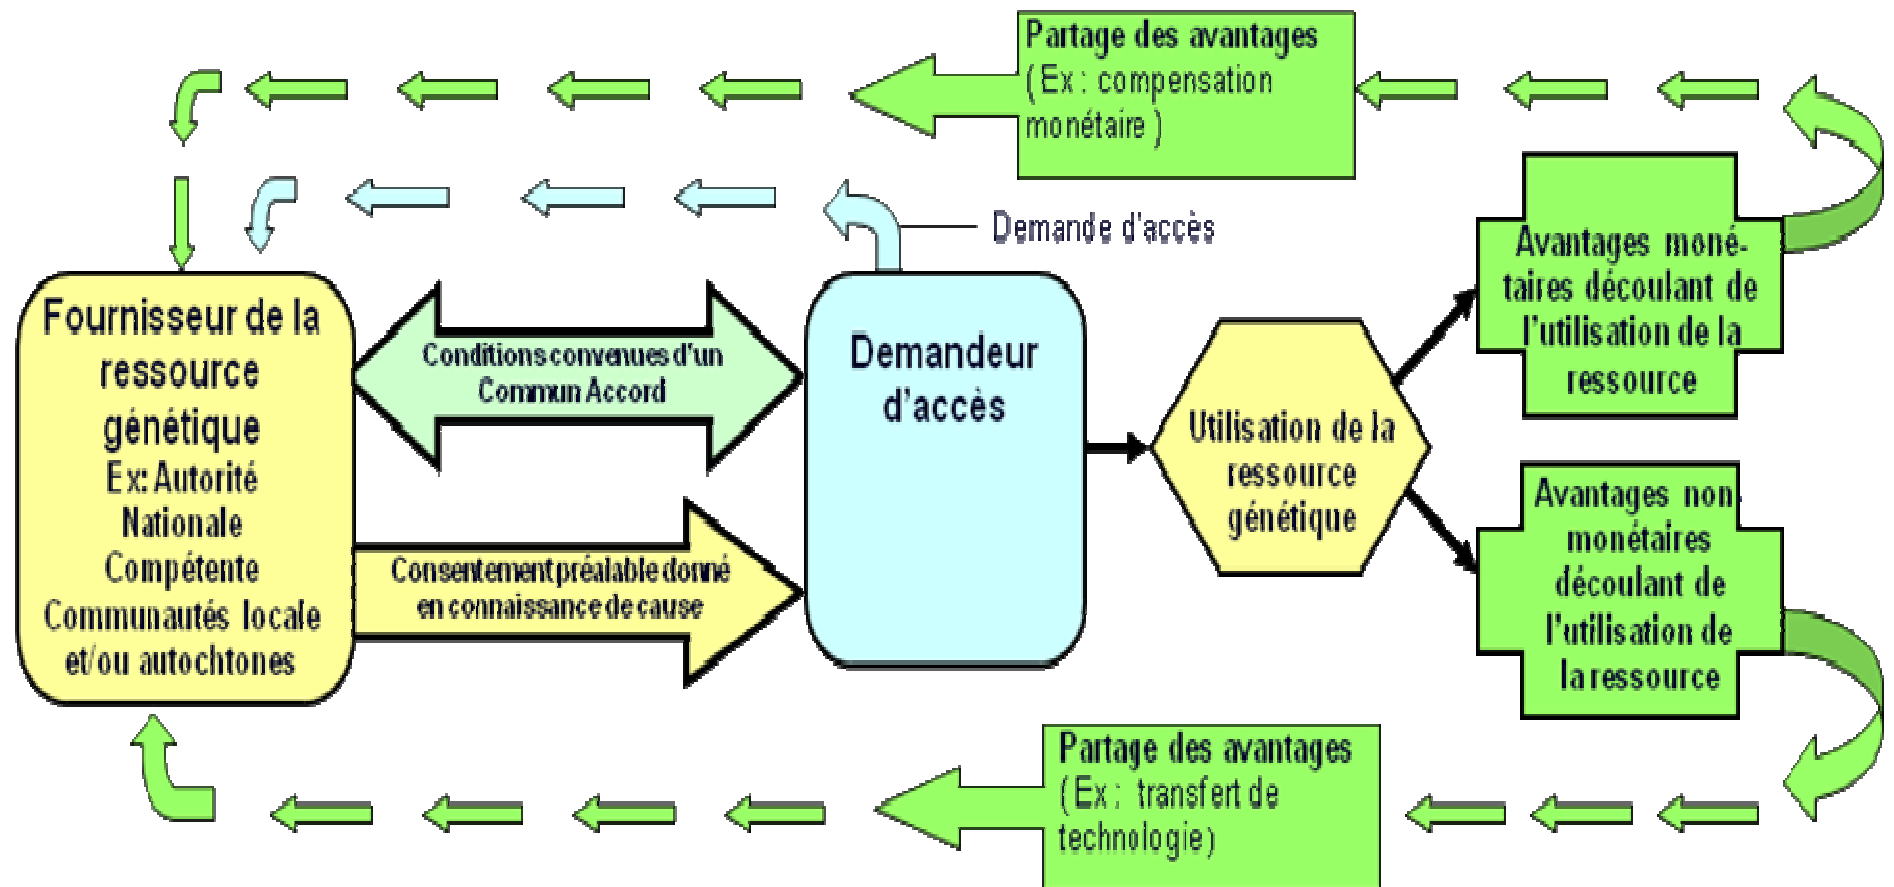 Partage des avantages
(Ex : compensation
monétaire )
Demande d'accès
Fournisseur de la
ressource
génétique
Ex: Autorité
Nationale
Compétente
Communautés locale
et/ou autochtones
Conditions convenues d'un
Commun Accord
Consentement préalable donné
en connaissance de cause
Demandeur
d'accès
Utilisation de la
ressource
génétique
Avantages moné-
taires découlant de
l'utilisation de la
ressource
Avantages non
monétaires
découlant de
l'utilisation de
la ressource
Partage des avantages
(Ex : transfert de
technologie)